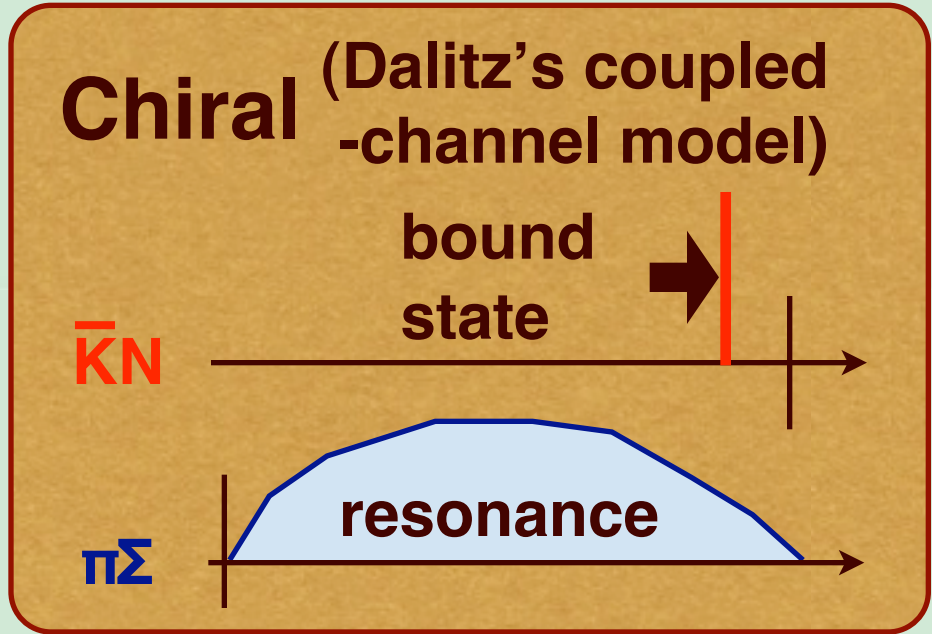 Chiral (Dalitz's coupled
-channel model)
bound
state
K̄N
resonance
πΣ